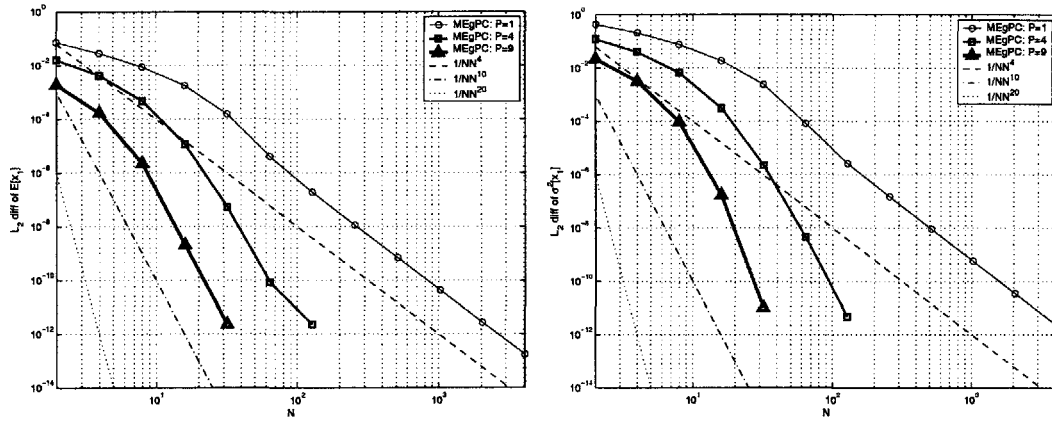 10^0
10^-2
10^-4
10^-6
10^-8
10^-10
10^-12
10^-14
10^1
10^2
10^3
N
L_2 diff of E[x_1]
MEgPC: P=1
MEgPC: P=4
MEgPC: P=9
1/NN^4
1/NN^10
1/NN^20
10^0
10^-2
10^-4
10^-6
10^-8
10^-10
10^-12
10^-14
10^1
10^2
10^3
N
L_2 diff of σ^2[x_1]
MEgPC: P=1
MEgPC: P=4
MEgPC: P=9
1/NN^4
1/NN^10
1/NN^20